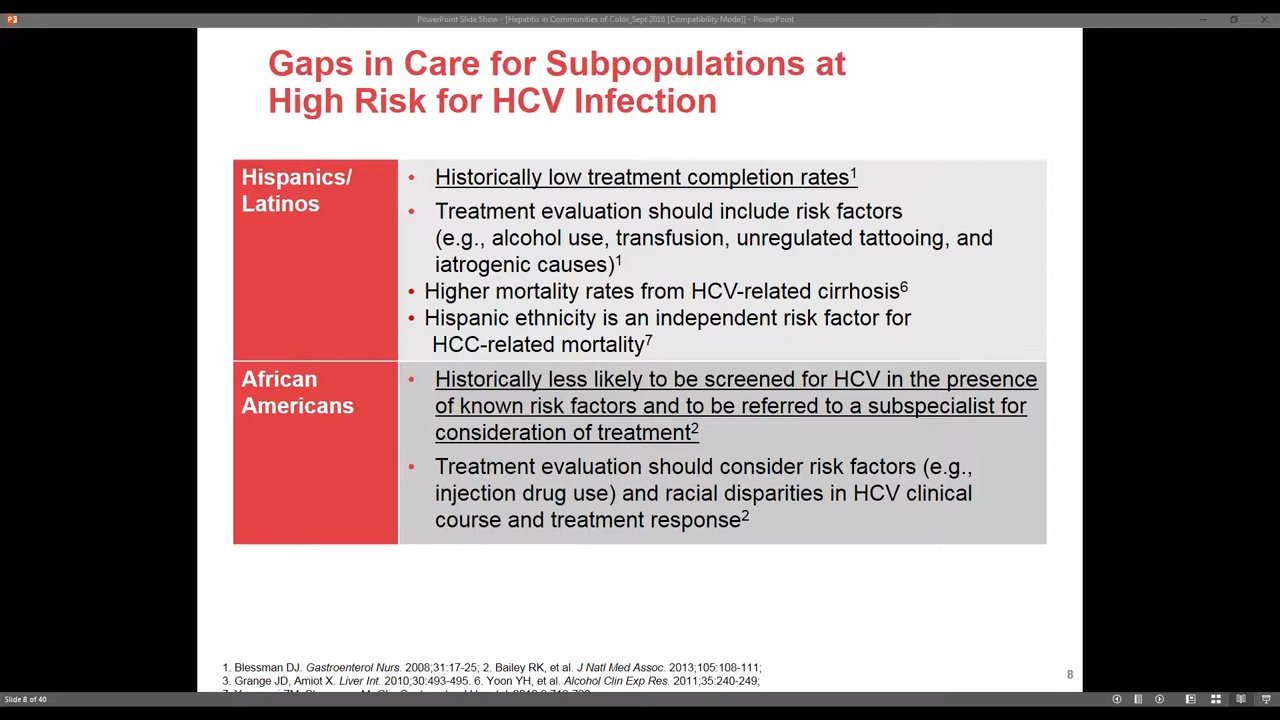 PowerPoint Slide Show - [Hepatitis in Communities of Color_Sept 2016 [Compatibility Mode]] - PowerPoint
Gaps in Care for Subpopulations at
High Risk for HCV Infection
Hispanics/
Latinos
• Historically low treatment completion rates1
• Treatment evaluation should include risk factors
(e.g., alcohol use, transfusion, unregulated tattooing, and
iatrogenic causes)1
• Higher mortality rates from HCV-related cirrhosis6
• Hispanic ethnicity is an independent risk factor for
HCC-related mortality7
African
Americans
• Historically less likely to be screened for HCV in the presence
of known risk factors and to be referred to a subspecialist for
consideration of treatment2
• Treatment evaluation should consider risk factors (e.g.,
injection drug use) and racial disparities in HCV clinical
course and treatment response2
1. Blessman DJ. Gastroenterol Nurs. 2008;31:17-25; 2. Bailey RK, et al. J Natl Med Assoc. 2013;105:108-111;
3. Grange JD, Amiot X. Liver Int. 2010;30:493-495. 6. Yoon YH, et al. Alcohol Clin Exp Res. 2011;35:240-249;
8
Slide 8 of 40